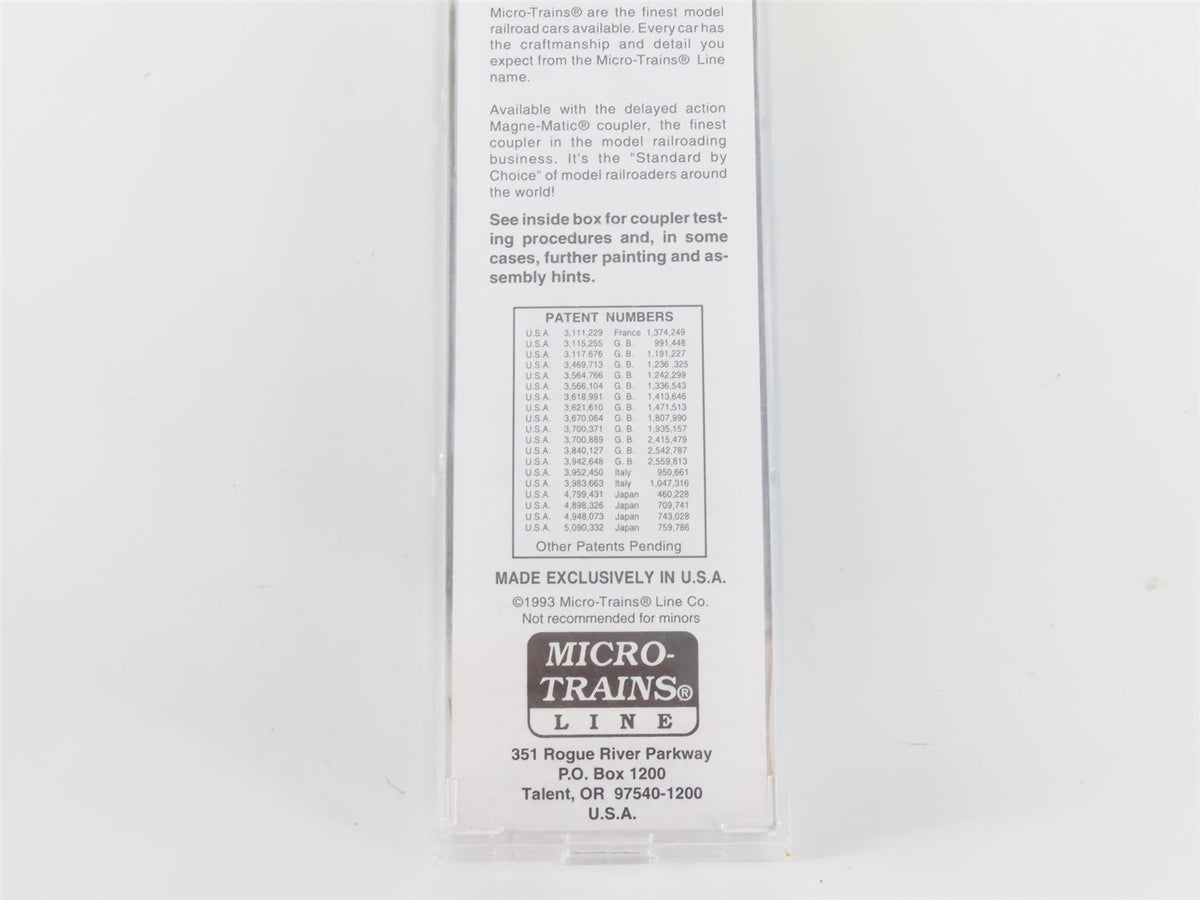 Micro-Trains® are the finest model
railroad cars available. Every car has
the craftmanship and detail you
expect from the Micro-Trains® Line
name.
Available with the delayed action
Magne-Matic® coupler, the finest
coupler in the model railroading
business. It's the "Standard by
Choice" of model railroaders around
the world!
See inside box for coupler test-
ing procedures and, in some
cases, further painting and as-
sembly hints.
PATENT NUMBERS
U.S.A. 3,111,229 France 1,374,249
U.S.A. 3,115,255 G. B. 991,448
U.S.A. 3,117.676 G. B. 1,191,227
U.S.A. 3,469,713 G. B. 1,236 ,325
U.S.A. 3,564,766 G. B. 1,242,299
U.S.A. 3,566,104 G. B. 1,336,543
U.S.A. 3,618,991 G. B. 1,413,646
U.S.A. 3,621,610 G. B. 1,471,513
U.S.A. 3,670,064 G. B. 1,807,990
U.S.A. 3,700,371 G. B. 1,935,157
U.S.A. 3,700,889 G. B. 2,415,479
U.S.A. 3,840,127 G. B. 2,542,787
U.S.A. 3,942,648 G. B. 2,559,813
U.S.A. 3,952,450 Italy 950,661
U.S.A. 3,983,663 Italy 1,047,316
U.S.A. 4,799,431 Japan 460,228
U.S.A. 4,898,326 Japan 709,741
U.S.A. 4,948,073 Japan 743,028
U.S.A. 5,090,332 Japan 759,786
Other Patents Pending
MADE EXCLUSIVELY IN U.S.A.
©1993 Micro-Trains® Line Co.
Not recommended for minors
MICRO-
TRAINS®
LINE
351 Rogue River Parkway
P.O. Box 1200
Talent, OR 97540-1200
U.S.A.